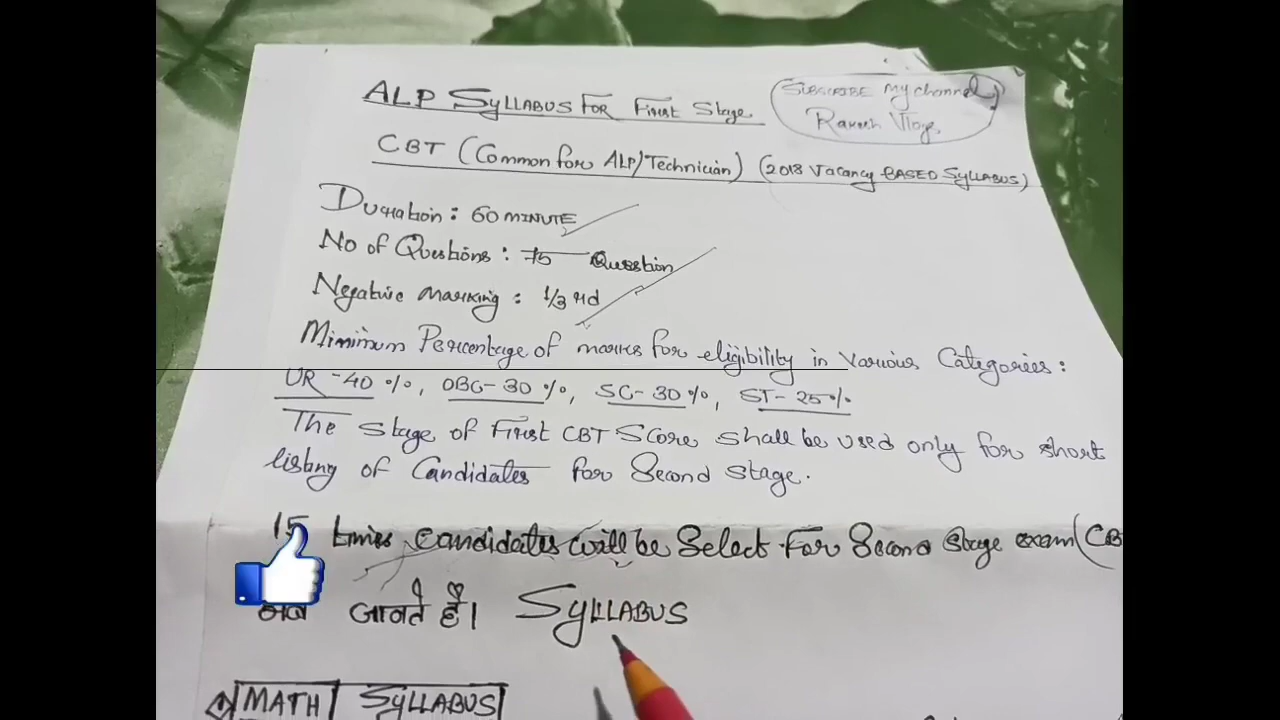 ALP SYLLABUS FOR First Stage
SUBSCRIBE My channel
Vlogs
CBT (Common for ALP/Technician) (2018 Vacancy BASED SYLLABUS)
Duration : 60 MINUTE
No of Questions : 75 Question
Negative marking : 1/3 rd
Minimum Percentage of marks for eligibility in various Categories :
UR - 40 %, OBC - 30 %, SC - 30 %, ST - 25 %
The Stage of First CBT Score shall be used only for short
listing of Candidates for Second Stage.
15 times candidates will be Select For Second Stage exam (CB
अब जानते है। SYLLABUS
MATH SYLLABUS